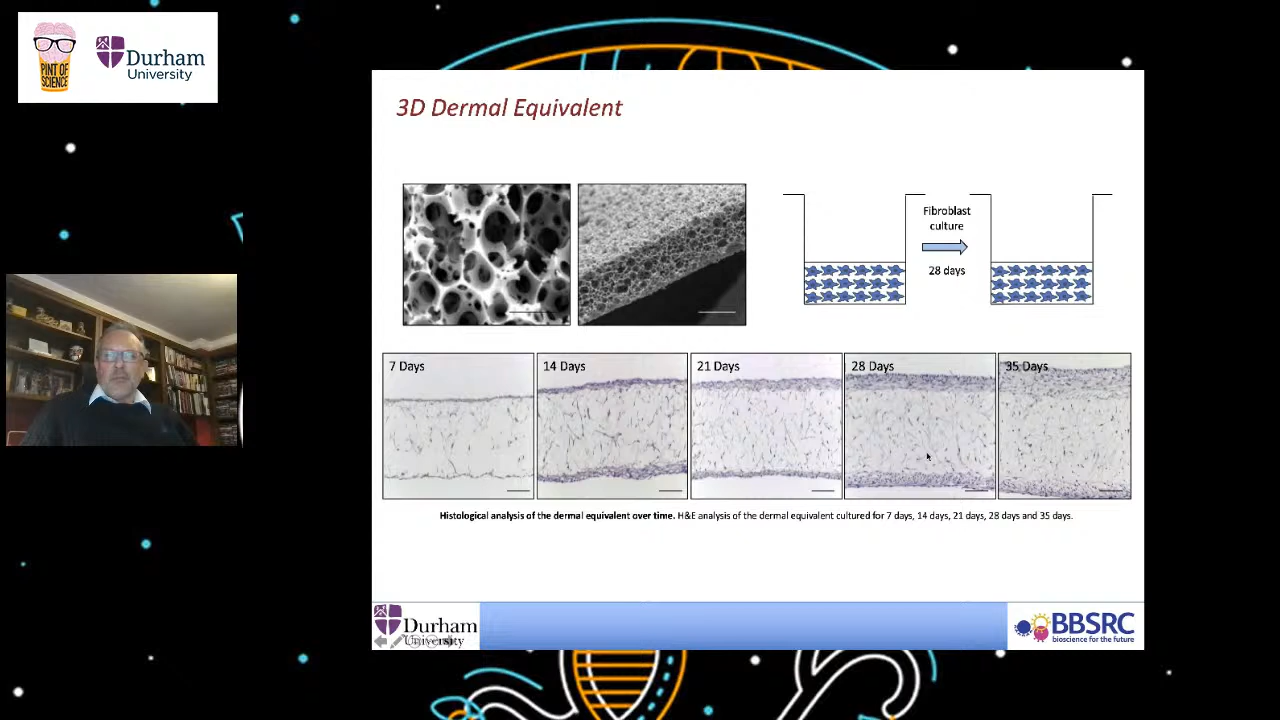 PINT OF
SCIENCE
Durham
University
3D Dermal Equivalent
Fibroblast
culture
28 days
7 Days
14 Days
21 Days
28 Days
35 Days
Histological analysis of the dermal equivalent over time. H&E analysis of the dermal equivalent cultured for 7 days, 14 days, 21 days, 28 days and 35 days.
Durham
University
BBSRC
bioscience for the future